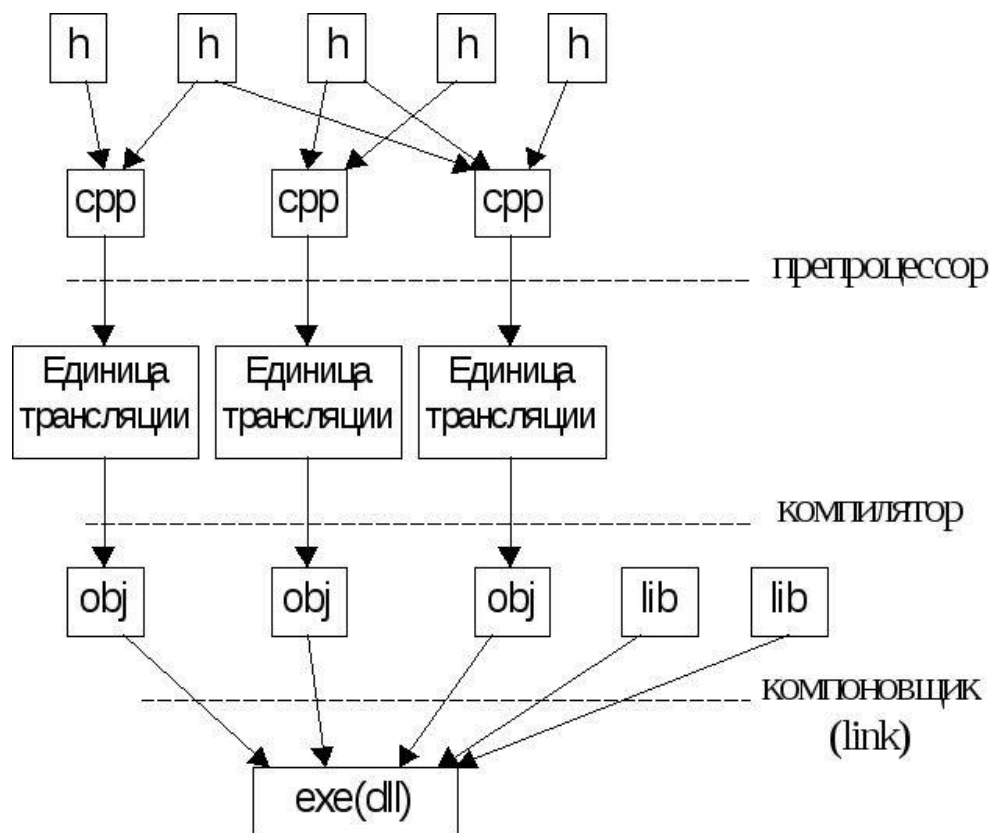 h h h h h
cpp cpp cpp
препроцессор
Единица Единица Единица
трансляции трансляции трансляции
компилятор
obj obj obj lib lib
компоновщик
(link)
exe(dll)